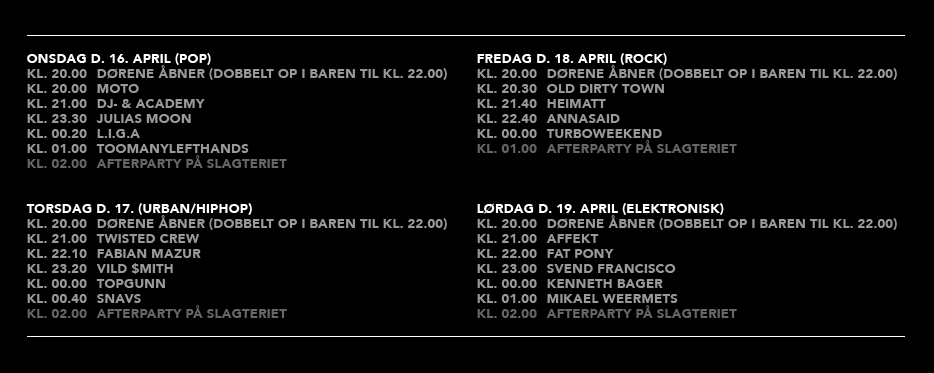 ONSDAG D. 16. APRIL (POP)
KL. 20.00 DØRENE ÅBNER (DOBBELT OP I BAREN TIL KL. 22.00)
KL. 20.00 MOTO
KL. 21.00 DJ- & ACADEMY
KL. 23.30 JULIAS MOON
KL. 00.20 L.I.G.A
KL. 01.00 TOOMANYLEFTHANDS
KL. 02.00 AFTERPARTY PÅ SLAGTERIET
TORSDAG D. 17. (URBAN/HIPHOP)
KL. 20.00 DØRENE ÅBNER (DOBBELT OP I BAREN TIL KL. 22.00)
KL. 21.00 TWISTED CREW
KL. 22.10 FABIAN MAZUR
KL. 23.20 VILD $MITH
KL. 00.00 TOPGUNN
KL. 00.40 SNAVS
KL. 02.00 AFTERPARTY PÅ SLAGTERIET
FREDAG D. 18. APRIL (ROCK)
KL. 20.00 DØRENE ÅBNER (DOBBELT OP I BAREN TIL KL. 22.00)
KL. 20.30 OLD DIRTY TOWN
KL. 21.40 HEIMATT
KL. 22.40 ANNASAID
KL. 00.00 TURBOWEEKEND
KL. 01.00 AFTERPARTY PÅ SLAGTERIET
LØRDAG D. 19. APRIL (ELEKTRONISK)
KL. 20.00 DØRENE ÅBNER (DOBBELT OP I BAREN TIL KL. 22.00)
KL. 21.00 AFFEKT
KL. 22.00 FAT PONY
KL. 23.00 SVEND FRANCISCO
KL. 00.00 KENNETH BAGER
KL. 01.00 MIKAEL WEERMETS
KL. 02.00 AFTERPARTY PÅ SLAGTERIET